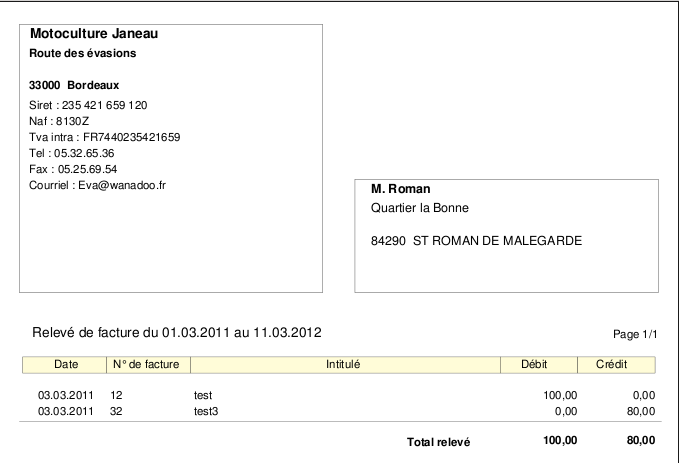 Motoculture Janeau
Route des évasions
33000 Bordeaux
Siret : 235 421 659 120
Naf : 8130Z
Tva intra : FR7440235421659
Tel : 05.32.65.36
Fax : 05.25.69.54
Courriel : Eva@wanadoo.fr
M. Roman
Quartier la Bonne
84290 ST ROMAN DE MALEGARDE
Relevé de facture du 01.03.2011 au 11.03.2012
Page 1/1
Date N° de facture Intitulé Débit Crédit
03.03.2011 12 test 100,00 0,00
03.03.2011 32 test3 0,00 80,00
Total relevé 100,00 80,00